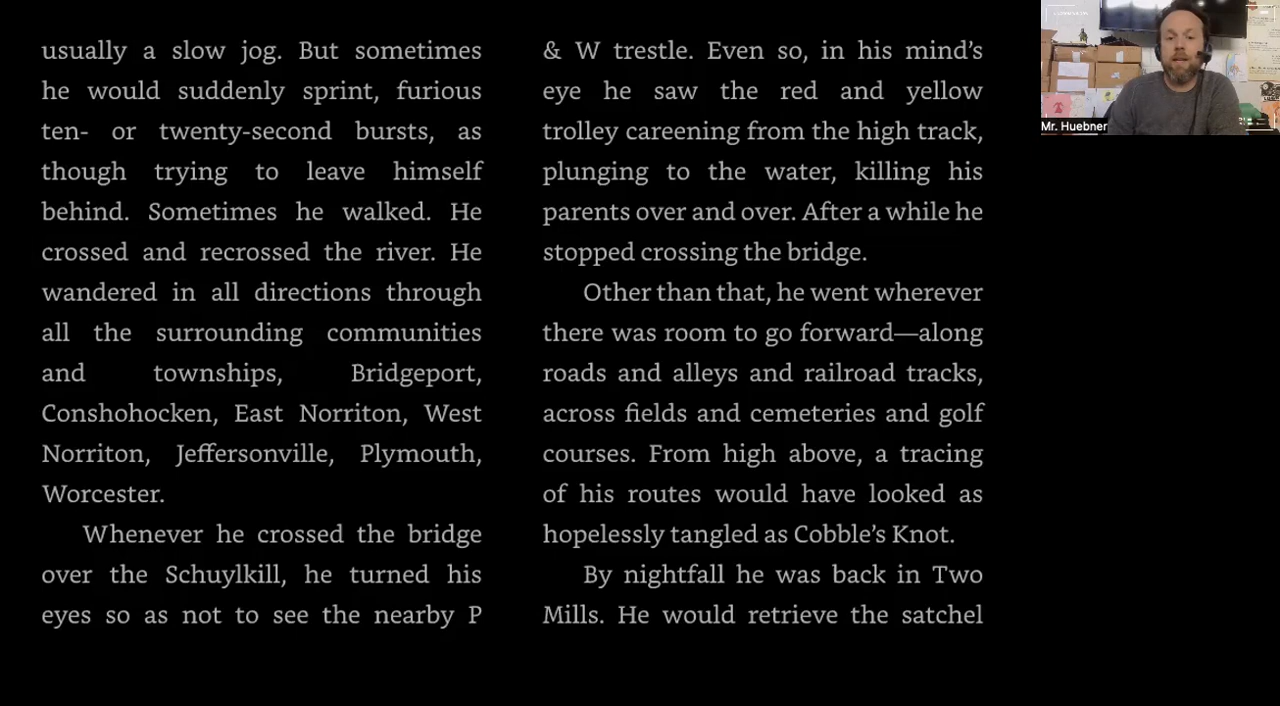 usually a slow jog. But sometimes
he would suddenly sprint, furious
ten- or twenty-second bursts, as
though trying to leave himself
behind. Sometimes he walked. He
crossed and recrossed the river. He
wandered in all directions through
all the surrounding communities
and townships, Bridgeport,
Conshohocken, East Norriton, West
Norriton, Jeffersonville, Plymouth,
Worcester.
Whenever he crossed the bridge
over the Schuylkill, he turned his
eyes so as not to see the nearby P
& W trestle. Even so, in his mind’s
eye he saw the red and yellow
trolley careening from the high track,
plunging to the water, killing his
parents over and over. After a while he
stopped crossing the bridge.
Other than that, he went wherever
there was room to go forward—along
roads and alleys and railroad tracks,
across fields and cemeteries and golf
courses. From high above, a tracing
of his routes would have looked as
hopelessly tangled as Cobble’s Knot.
By nightfall he was back in Two
Mills. He would retrieve the satchel
Mr. Huebner